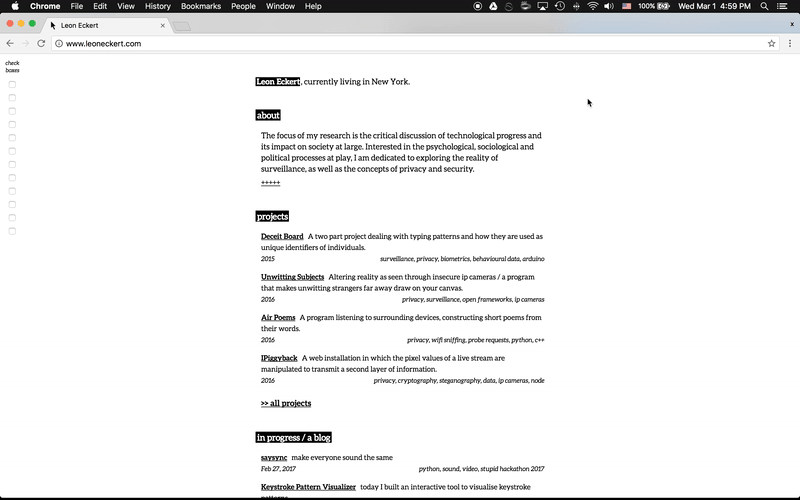 Chrome File Edit View History Bookmarks People Window Help 100% Wed Mar 1 4:59 PM
Leon Eckert x
www.leoneckert.com
check
boxes
Leon Eckert, currently living in New York.
about
The focus of my research is the critical discussion of technological progress and
its impact on society at large. Interested in the psychological, sociological and
political processes at play, I am dedicated to exploring the reality of
surveillance, as well as the concepts of privacy and security.
+++++
projects
Deceit Board A two part project dealing with typing patterns and how they are used as
unique identifiers of individuals.
2015 surveillance, privacy, biometrics, behavioural data, arduino
Unwitting Subjects Altering reality as seen through insecure ip cameras / a program
that makes unwitting strangers far away draw on your canvas.
2016 privacy, surveillance, open frameworks, ip cameras
Air Poems A program listening to surrounding devices, constructing short poems from
their words.
2016 privacy, wifi sniffing, probe requests, python, c++
IPiggyback A web installation in which the pixel values of a live stream are
manipulated to transmit a second layer of information.
2016 privacy, cryptography, steganography, data, ip cameras, node
>> all projects
in progress / a blog
saysync make everyone sound the same
Feb 27, 2017 python, sound, video, stupid hackathon 2017
Keystroke Pattern Visualizer today I built an interactive tool to visualise keystroke
patterns